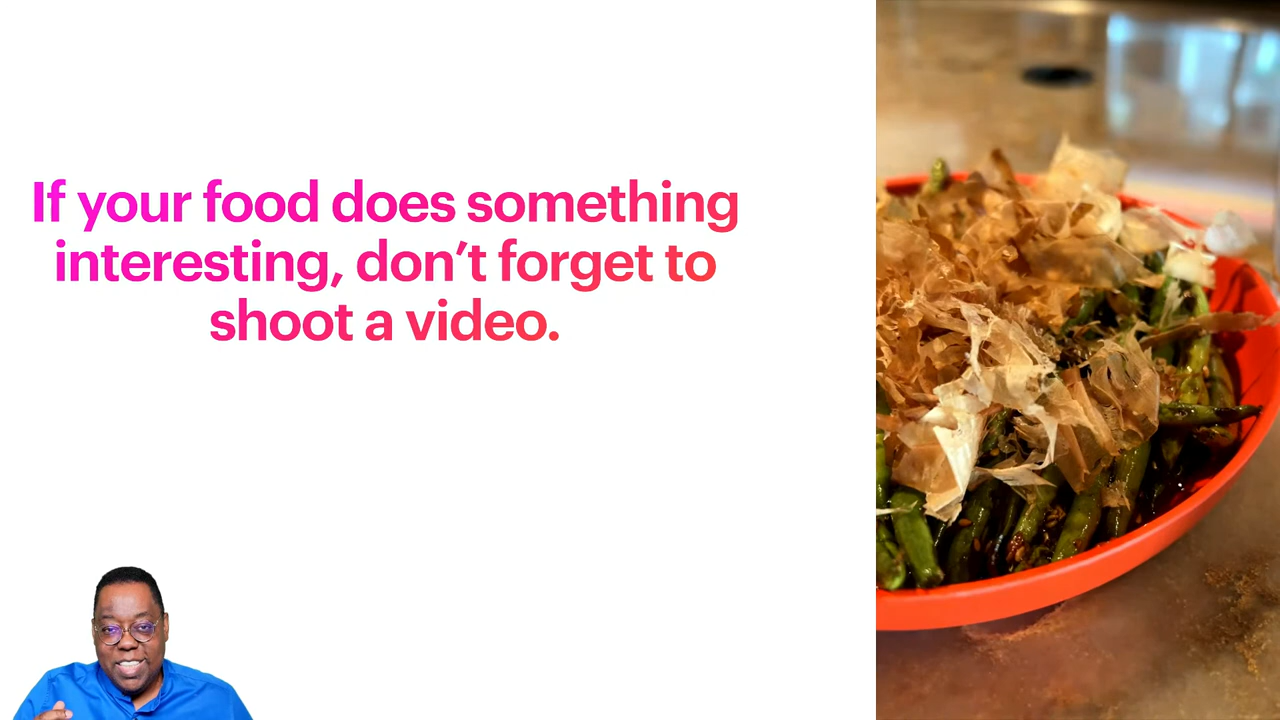 If your food does something
interesting, don’t forget to
shoot a video.